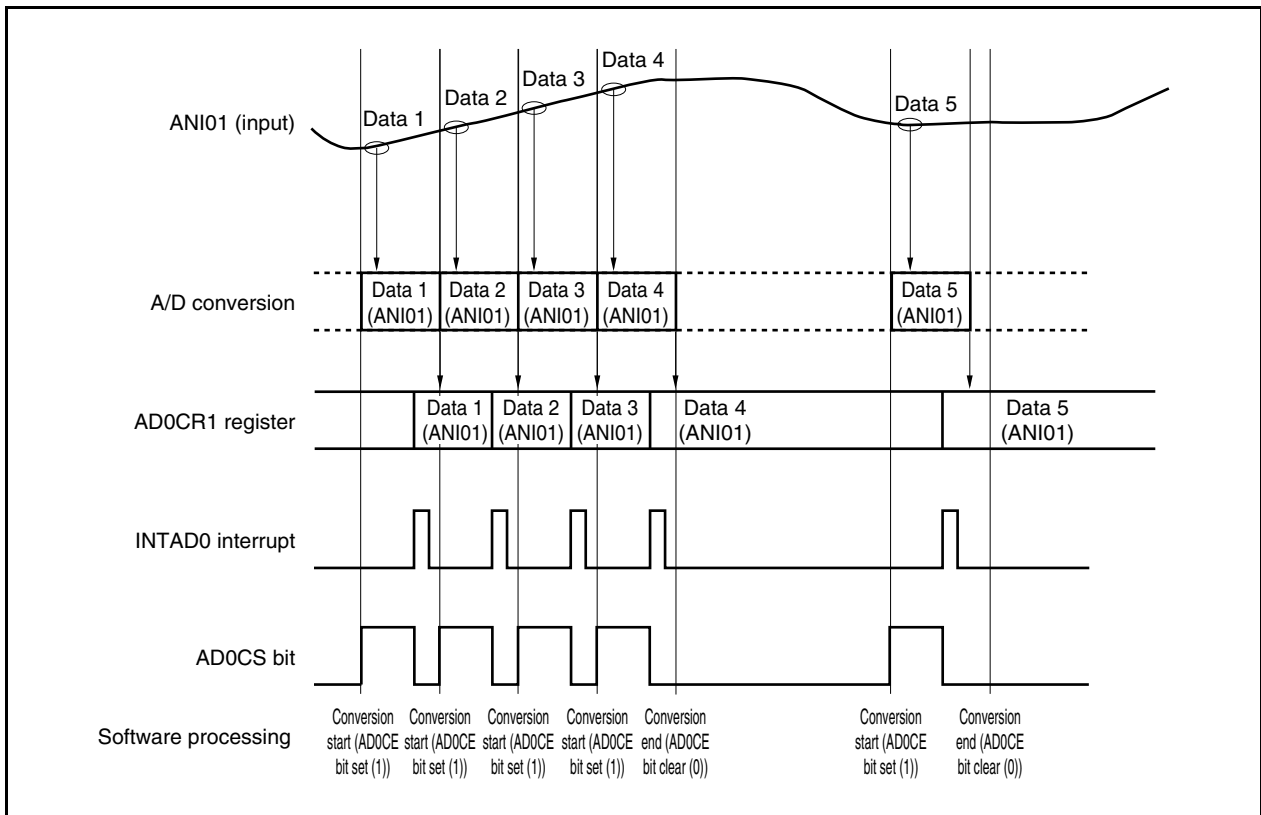 Data 1
Data 2
Data 3
Data 4
Data 5
ANI01 (input)
A/D conversion
Data 1
(ANI01)
Data 2
(ANI01)
Data 3
(ANI01)
Data 4
(ANI01)
Data 5
(ANI01)
AD0CR1 register
Data 1
(ANI01)
Data 2
(ANI01)
Data 3
(ANI01)
Data 4
(ANI01)
Data 5
(ANI01)
INTAD0 interrupt
AD0CS bit
Software processing
Conversion
start (AD0CE
bit set (1))
Conversion
start (AD0CE
bit set (1))
Conversion
start (AD0CE
bit set (1))
Conversion
start (AD0CE
bit set (1))
Conversion
end (AD0CE
bit clear (0))
Conversion
start (AD0CE
bit set (1))
Conversion
end (AD0CE
bit clear (0))